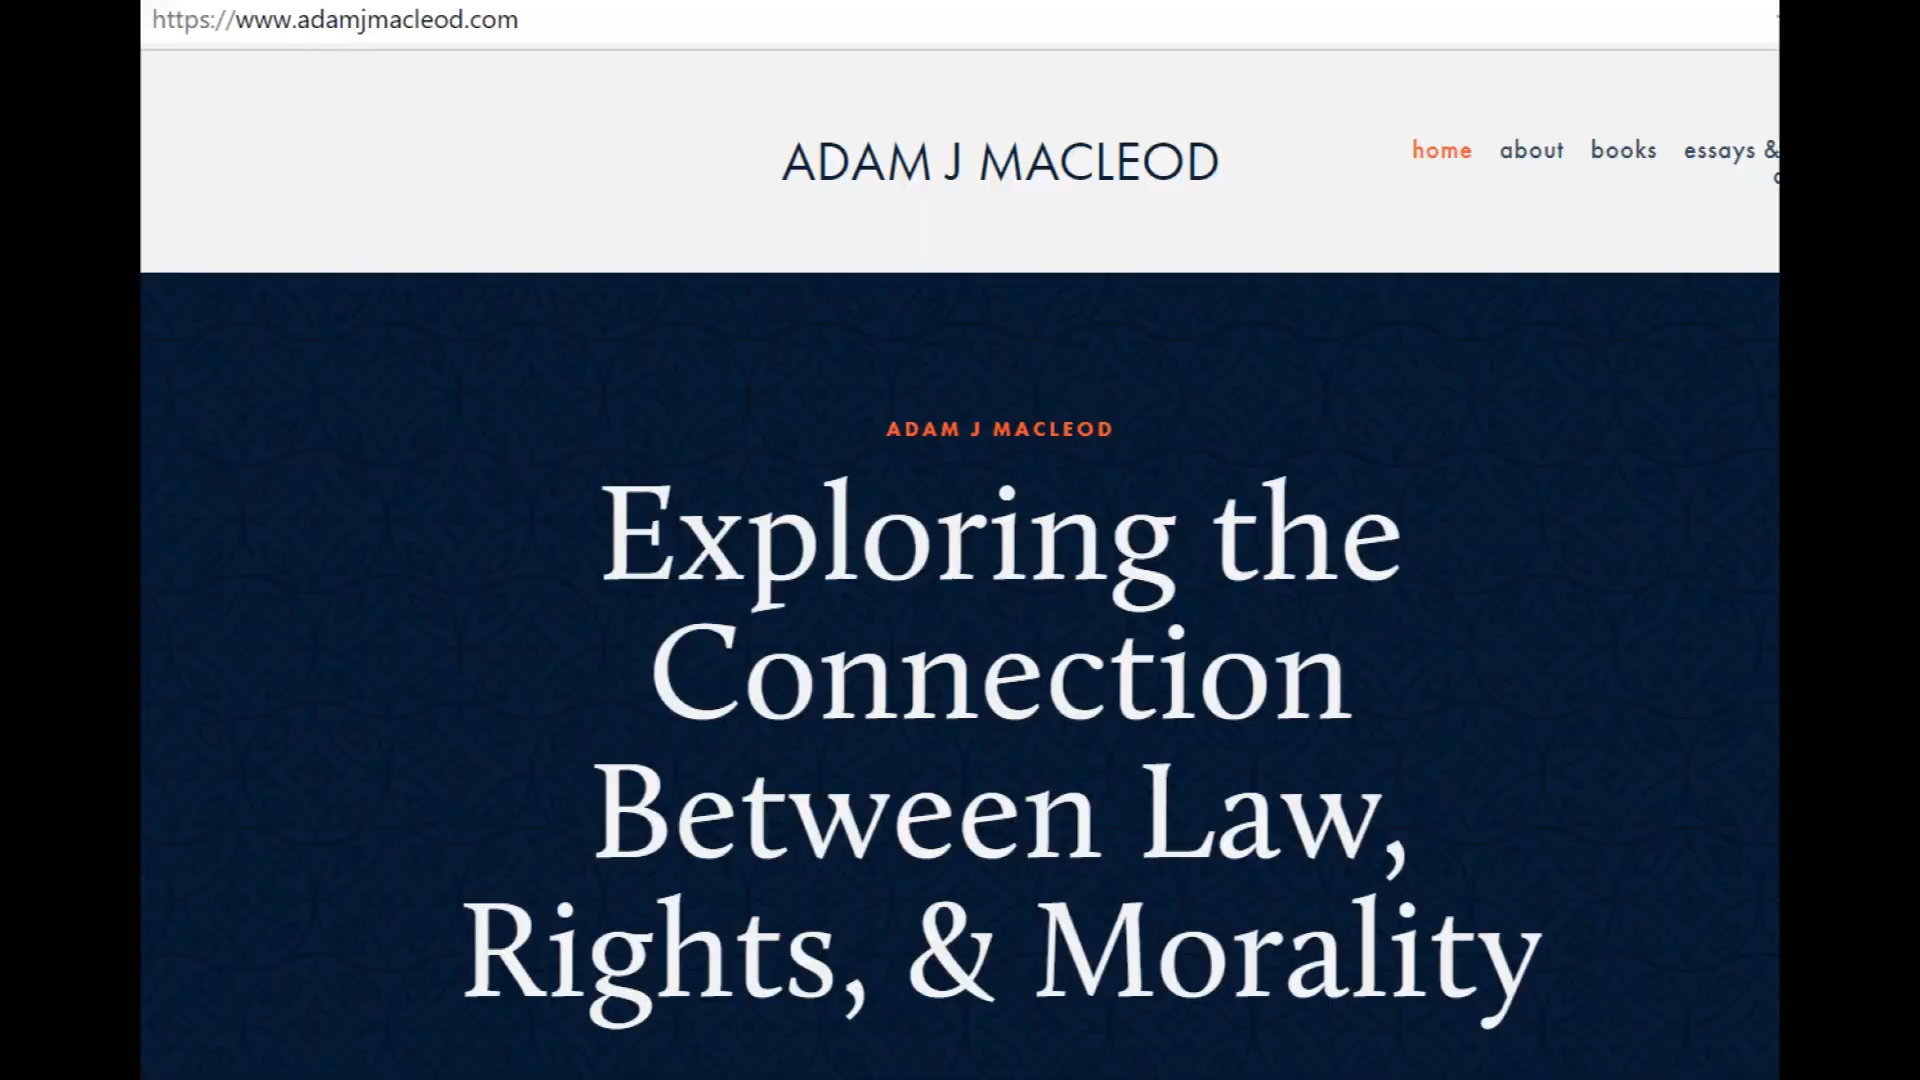 https://www.adamjmacleod.com
ADAM J MACLEOD
home about books essays &
ADAM J MACLEOD
Exploring the
Connection
Between Law,
Rights, & Morality